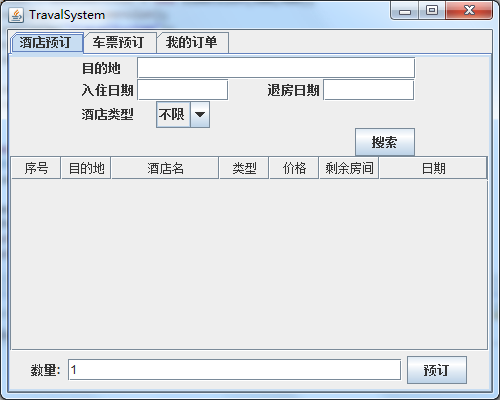 TravalSystem
酒店预订 车票预订 我的订单
目的地
入住日期 退房日期
酒店类型 不限
搜索
序号 目的地 酒店名 类型 价格 剩余房间 日期
数量: 1 预订